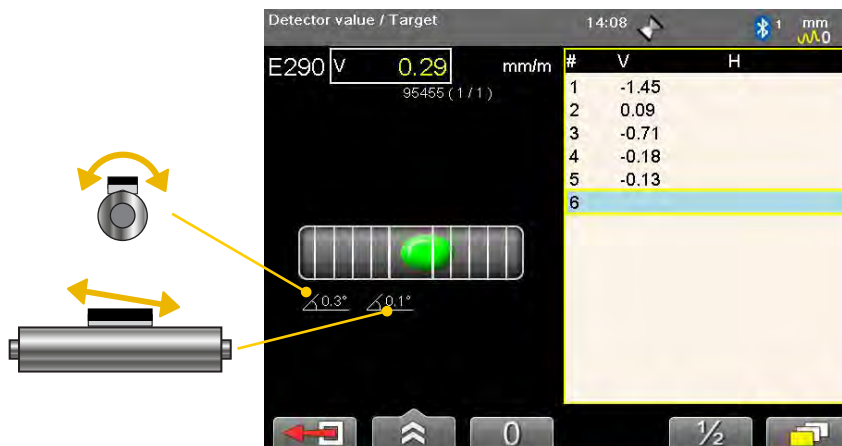 Detector value / Target 14:08 1 mm
0
E290 V 0.29 mm/m
95455 ( 1 / 1 )
# V H
1 -1.45
2 0.09
3 -0.71
4 -0.18
5 -0.13
6
0.3° 0.1°
0 ½